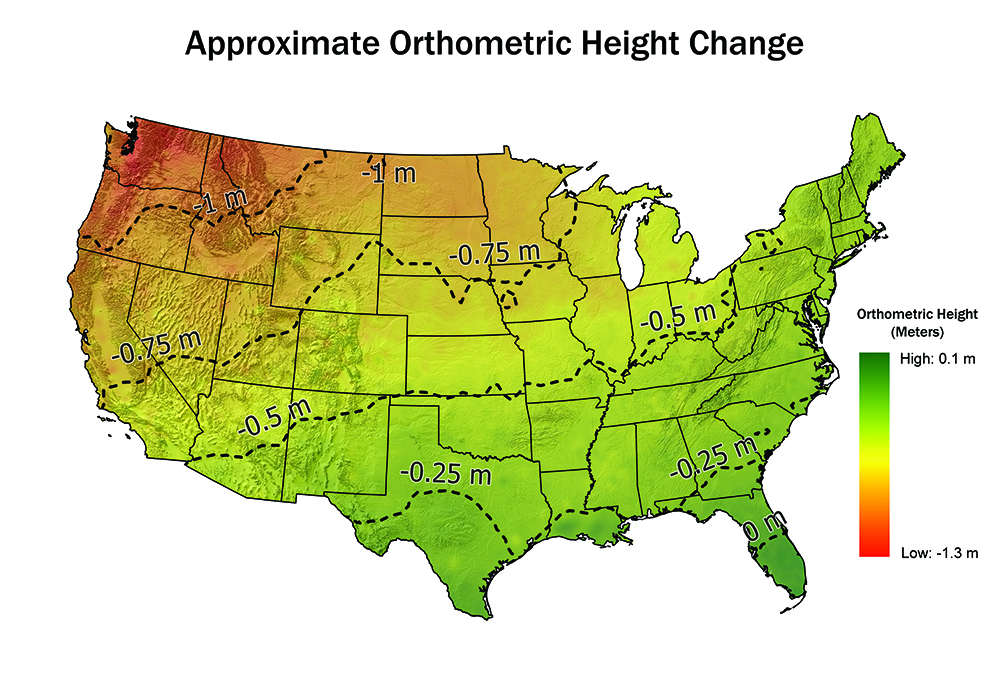 Approximate Orthometric Height Change
-1 m
-1 m
-0.75 m
-0.5 m
-0.75 m
-0.5 m
-0.25 m
-0.25 m
0 m
Orthometric Height
(Meters)
High: 0.1 m
Low: -1.3 m